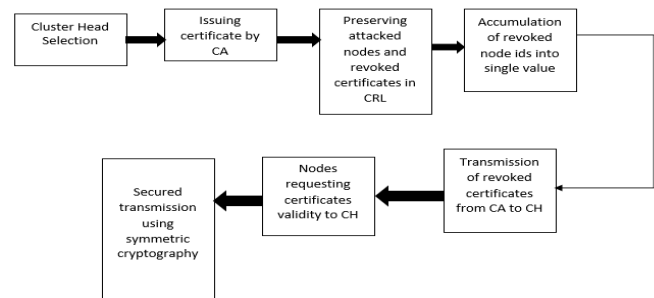 Cluster Head
Selection
Issuing
certificate by
CA
Preserving
attacked
nodes and
revoked
certificates in
CRL
Accumulation
of revoked
node ids into
single value
Transmission
of revoked
certificates
from CA to CH
Nodes
requesting
certificates
validity to CH
Secured
transmission
using
symmetric
cryptography